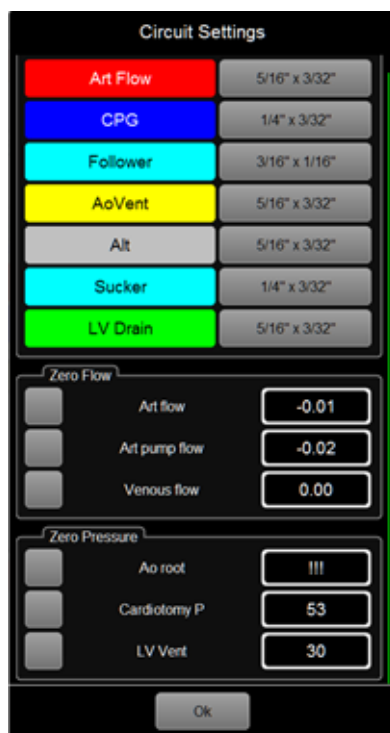 Circuit Settings
Art Flow 5/16" x 3/32"
CPG 1/4" x 3/32"
Follower 3/16" x 1/16"
AoVent 5/16" x 3/32"
Alt 5/16" x 3/32"
Sucker 1/4" x 3/32"
LV Drain 5/16" x 3/32"
Zero Flow
Art flow -0.01
Art pump flow -0.02
Venous flow 0.00
Zero Pressure
Ao root !!!
Cardiotomy P 53
LV Vent 30
Ok